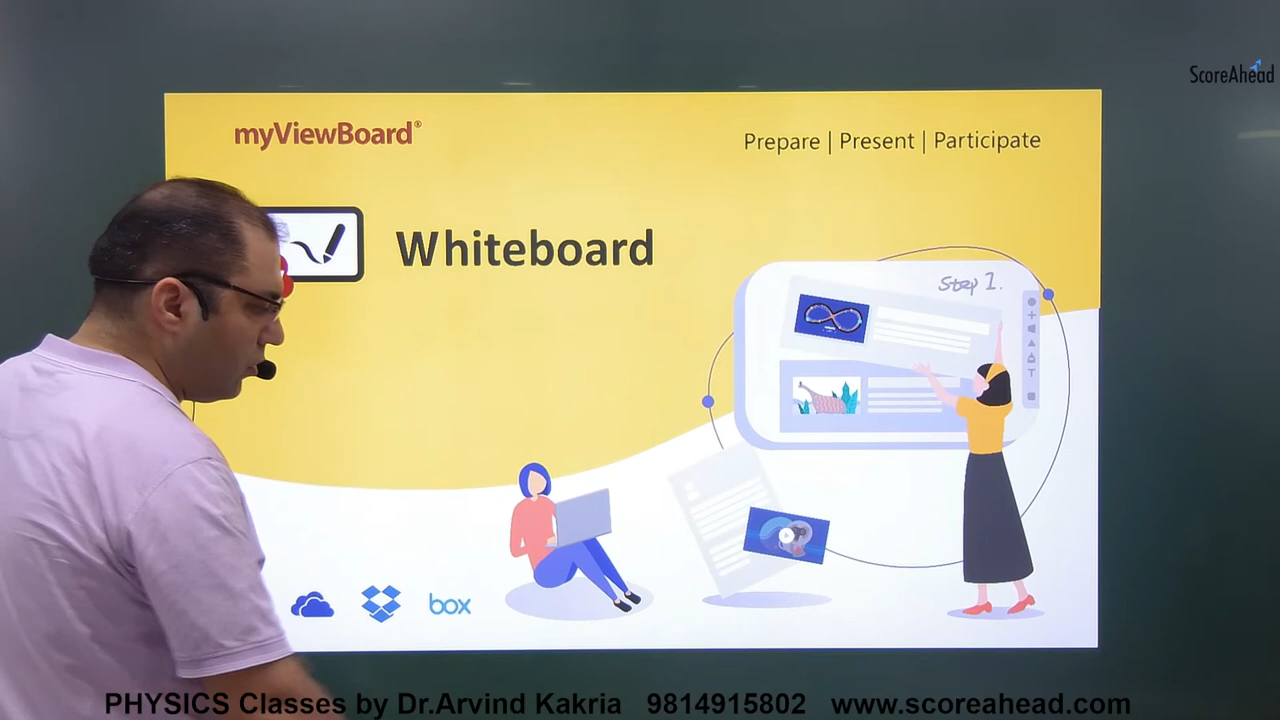 ScoreAhead
myViewBoard®
Prepare | Present | Participate
Whiteboard
Step 1.
T
box
PHYSICS Classes by Dr.Arvind Kakria 9814915802 www.scoreahead.com